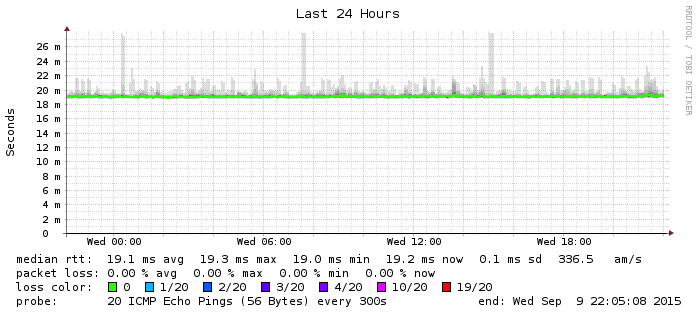 Last 24 Hours
RRDTOOL / TOBI OETIKER
Seconds
26 m
24 m
22 m
20 m
18 m
16 m
14 m
12 m
10 m
8 m
6 m
4 m
2 m
0
Wed 00:00 Wed 06:00 Wed 12:00 Wed 18:00
median rtt: 19.1 ms avg 19.3 ms max 19.0 ms min 19.2 ms now 0.1 ms sd 336.5 am/s
packet loss: 0.00 % avg 0.00 % max 0.00 % min 0.00 % now
loss color: 0 1/20 2/20 3/20 4/20 10/20 19/20
probe: 20 ICMP Echo Pings (56 Bytes) every 300s end: Wed Sep 9 22:05:08 2015